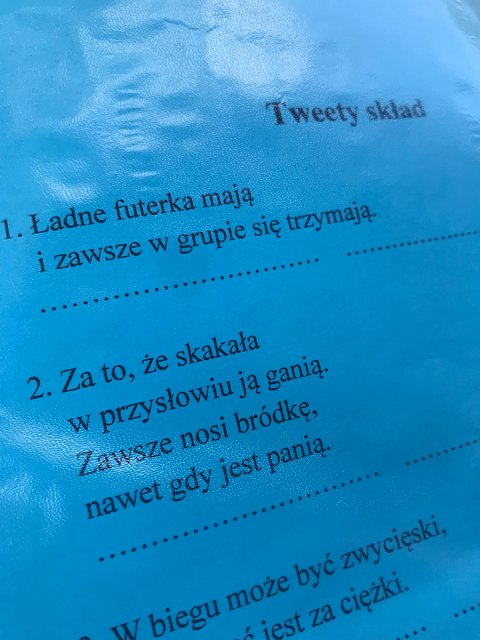 Tweety skład
1. Ładne futerka mają
i zawsze w grupie się trzymają.
2. Za to, że skakała
w przysłowiu ją ganią.
Zawsze nosi bródkę,
nawet gdy jest panią.
W biegu może być zwycięski,
jest za ciężki.